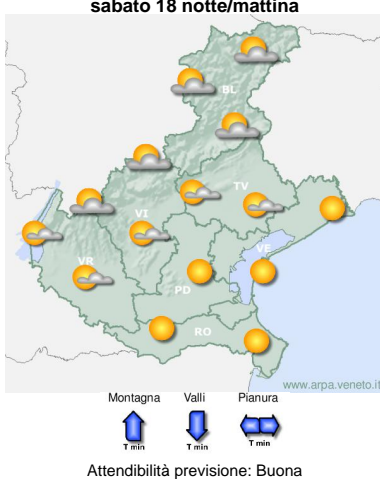 sabato 18 notte/mattina
BL
TV
VI
VE
VR
PD
RO
www.arpa.veneto.it
Montagna Valli Pianura
T min T min T min
Attendibilità previsione: Buona